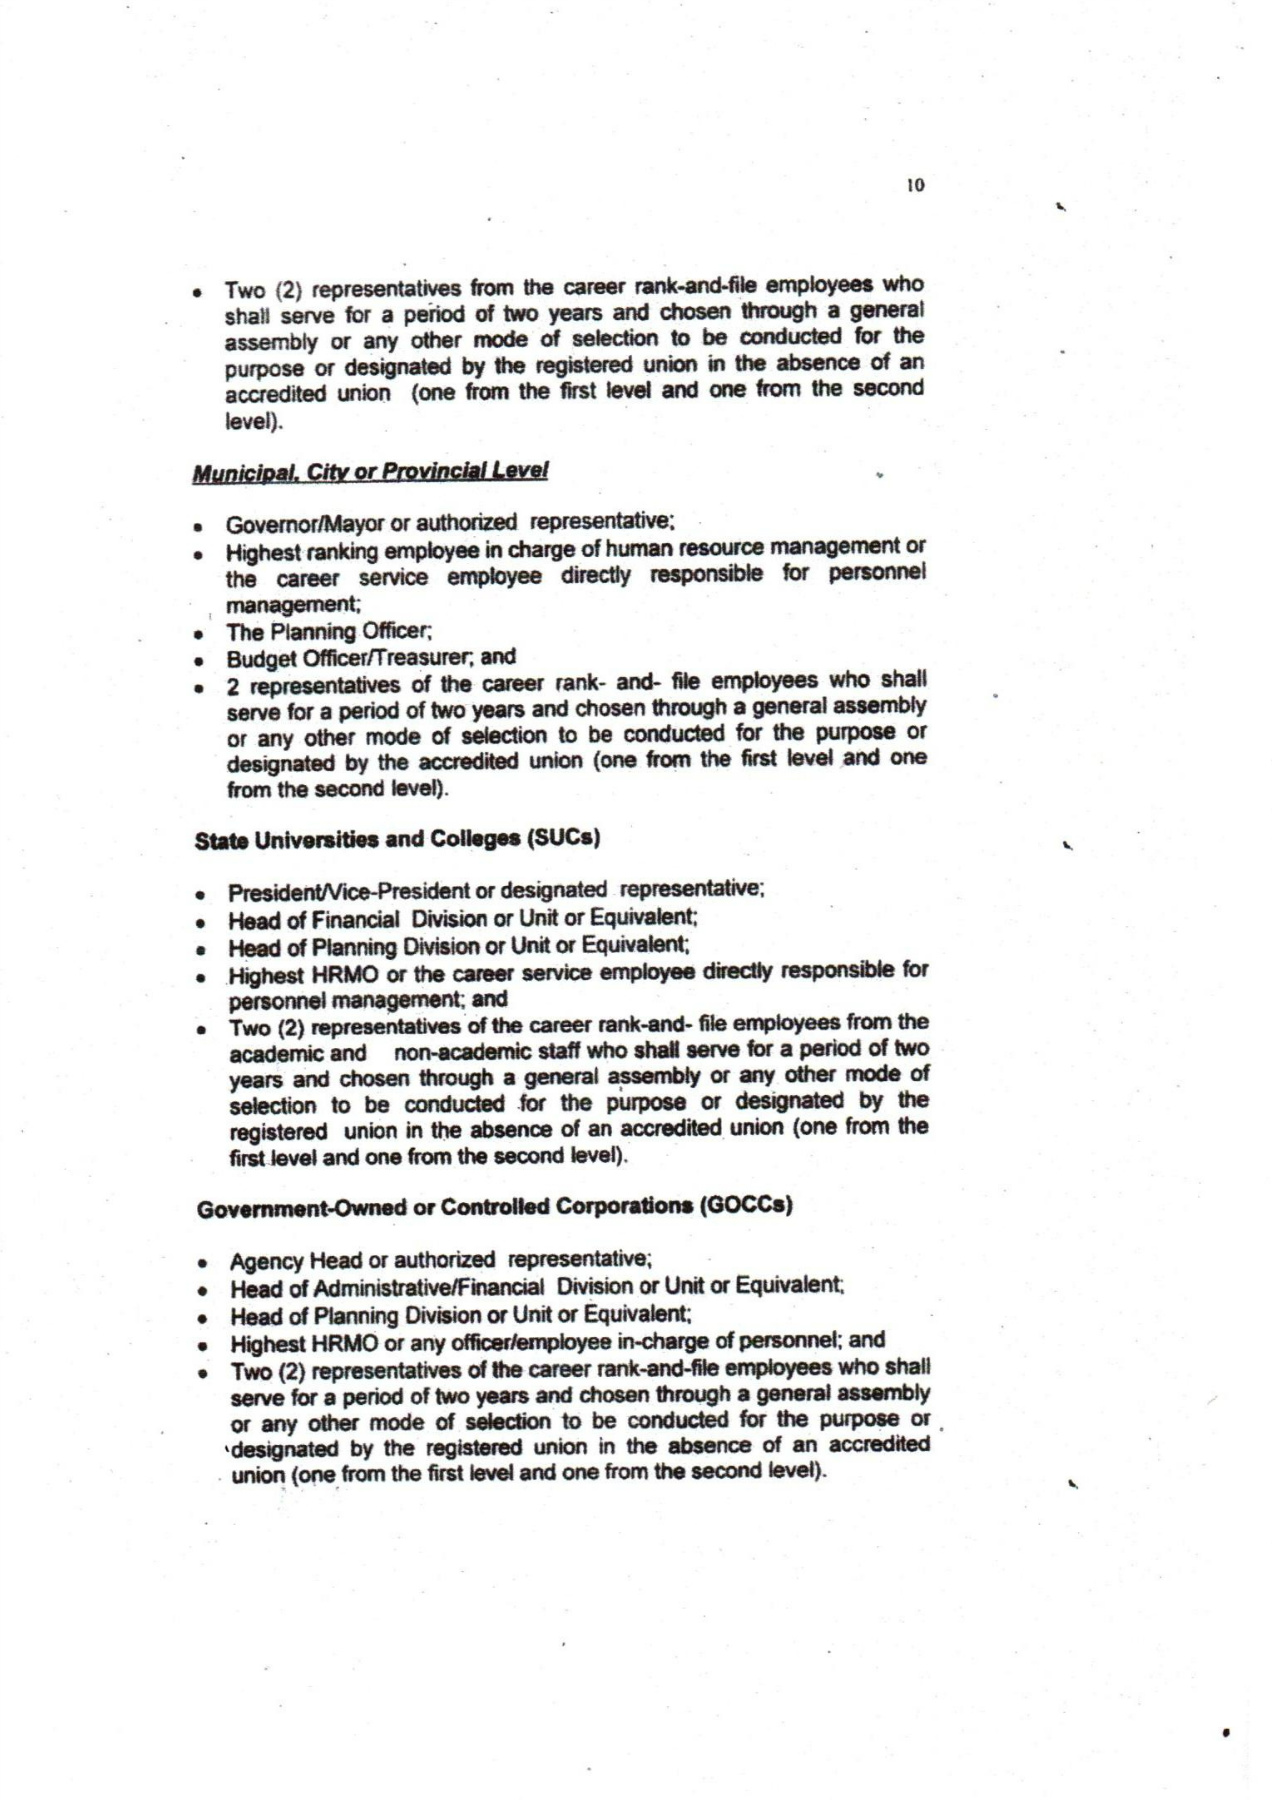 10
• Two (2) representatives from the career rank-and-file employees who
shall serve for a period of two years and chosen through a general
assembly or any other mode of selection to be conducted for the
purpose or designated by the registered union in the absence of an
accredited union (one from the first level and one from the second
level).
Municipal, City or Provincial Level
• Governor/Mayor or authorized representative;
• Highest ranking employee in charge of human resource management or
the career service employee directly responsible for personnel
management;
• The Planning Officer;
• Budget Officer/Treasurer; and
• 2 representatives of the career rank- and- file employees who shall
serve for a period of two years and chosen through a general assembly
or any other mode of selection to be conducted for the purpose or
designated by the accredited union (one from the first level and one
from the second level).
State Universities and Colleges (SUCs)
• President/Vice-President or designated representative;
• Head of Financial Division or Unit or Equivalent;
• Head of Planning Division or Unit or Equivalent;
• Highest HRMO or the career service employee directly responsible for
personnel management; and
• Two (2) representatives of the career rank-and- file employees from the
academic and non-academic staff who shall serve for a period of two
years and chosen through a general assembly or any other mode of
selection to be conducted for the purpose or designated by the
registered union in the absence of an accredited union (one from the
first level and one from the second level).
Government-Owned or Controlled Corporations (GOCCs)
• Agency Head or authorized representative;
• Head of Administrative/Financial Division or Unit or Equivalent;
• Head of Planning Division or Unit or Equivalent;
• Highest HRMO or any officer/employee in-charge of personnel; and
• Two (2) representatives of the career rank-and-file employees who shall
serve for a period of two years and chosen through a general assembly
or any other mode of selection to be conducted for the purpose or
designated by the registered union in the absence of an accredited
union (one from the first level and one from the second level).